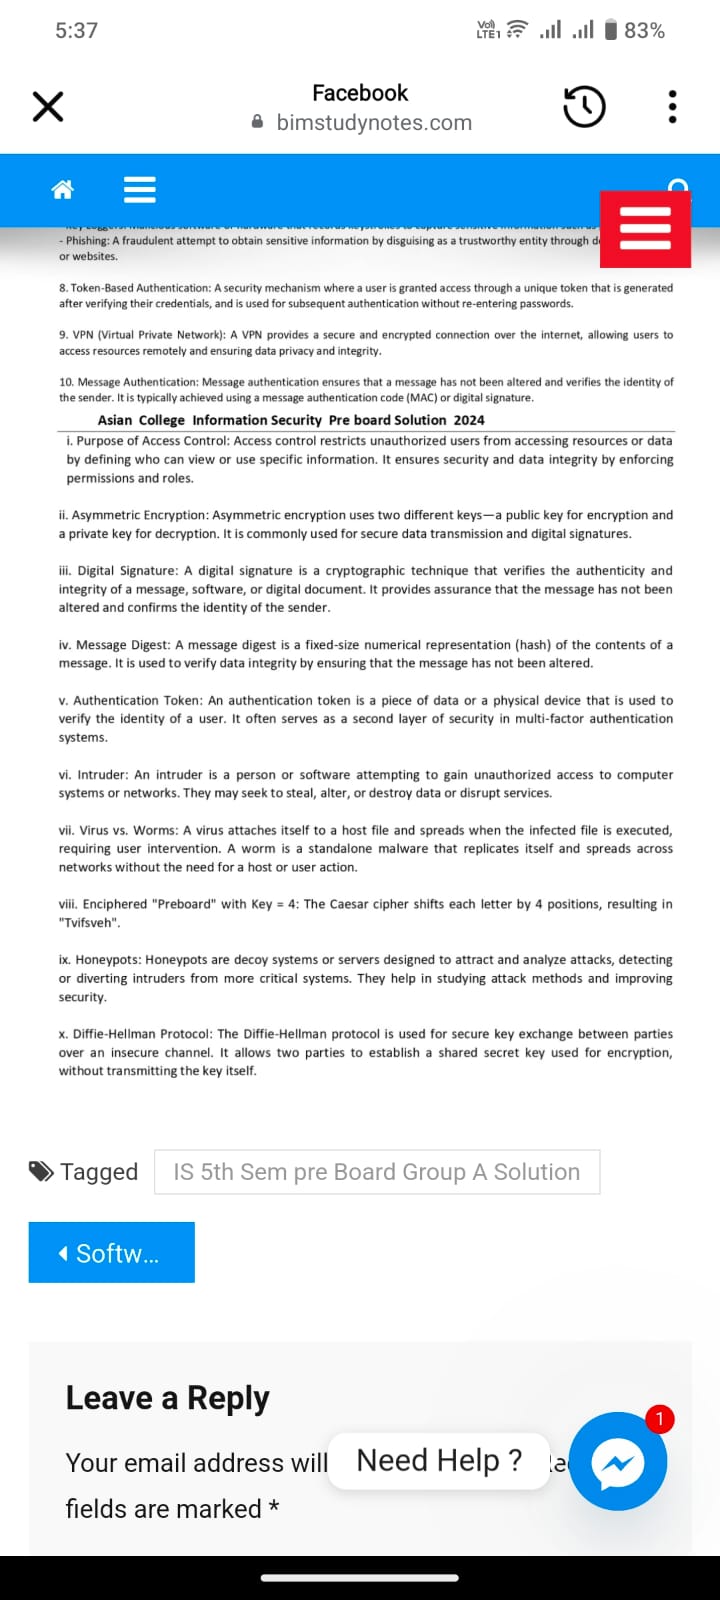 5:37
Vo) LTE1
83%
Facebook
bimstudynotes.com
- Phishing: A fraudulent attempt to obtain sensitive information by disguising as a trustworthy entity through
or websites.
8. Token-Based Authentication: A security mechanism where a user is granted access through a unique token that is generated
after verifying their credentials, and is used for subsequent authentication without re-entering passwords.
9. VPN (Virtual Private Network): A VPN provides a secure and encrypted connection over the internet, allowing users to
access resources remotely and ensuring data privacy and integrity.
10. Message Authentication: Message authentication ensures that a message has not been altered and verifies the identity of
the sender. It is typically achieved using a message authentication code (MAC) or digital signature.
Asian College Information Security Pre board Solution 2024
i. Purpose of Access Control: Access control restricts unauthorized users from accessing resources or data
by defining who can view or use specific information. It ensures security and data integrity by enforcing
permissions and roles.
ii. Asymmetric Encryption: Asymmetric encryption uses two different keys—a public key for encryption and
a private key for decryption. It is commonly used for secure data transmission and digital signatures.
iii. Digital Signature: A digital signature is a cryptographic technique that verifies the authenticity and
integrity of a message, software, or digital document. It provides assurance that the message has not been
altered and confirms the identity of the sender.
iv. Message Digest: A message digest is a fixed-size numerical representation (hash) of the contents of a
message. It is used to verify data integrity by ensuring that the message has not been altered.
v. Authentication Token: An authentication token is a piece of data or a physical device that is used to
verify the identity of a user. It often serves as a second layer of security in multi-factor authentication
systems.
vi. Intruder: An intruder is a person or software attempting to gain unauthorized access to computer
systems or networks. They may seek to steal, alter, or destroy data or disrupt services.
vii. Virus vs. Worms: A virus attaches itself to a host file and spreads when the infected file is executed,
requiring user intervention. A worm is a standalone malware that replicates itself and spreads across
networks without the need for a host or user action.
viii. Enciphered "Preboard" with Key = 4: The Caesar cipher shifts each letter by 4 positions, resulting in
"Tvifsveh".
ix. Honeypots: Honeypots are decoy systems or servers designed to attract and analyze attacks, detecting
or diverting intruders from more critical systems. They help in studying attack methods and improving
security.
x. Diffie-Hellman Protocol: The Diffie-Hellman protocol is used for secure key exchange between parties
over an insecure channel. It allows two parties to establish a shared secret key used for encryption,
without transmitting the key itself.
Tagged IS 5th Sem pre Board Group A Solution
Softw...
Leave a Reply
1
Your email address will
Need Help ?
fields are marked *